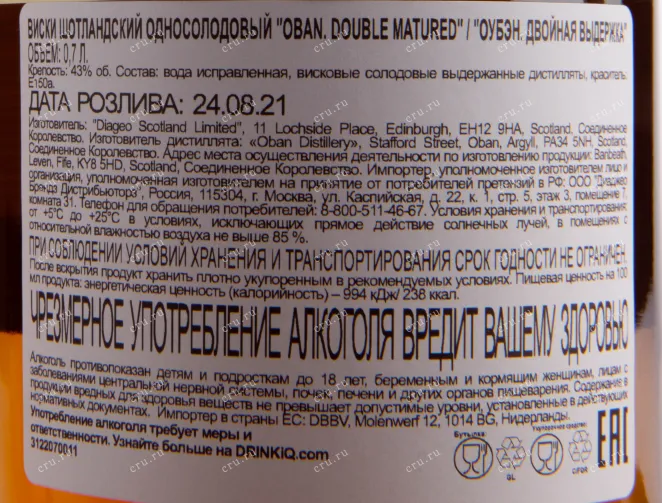 ВИСКИ ШОТЛАНДСКИЙ ОДНОСОЛОДОВЫЙ "OBAN. DOUBLE MATURED" / "ОУБЭН. ДВОЙНАЯ ВЫДЕРЖКА"
ОБЪЕМ: 0,7 Л.
Крепость: 43% об. Состав: вода исправленная, висковые солодовые выдержанные дистилляты, краситель:
Е150а.
ДАТА РОЗЛИВА: 24.08.21
Изготовитель: "Diageo Scotland Limited", 11 Lochside Place, Edinburgh, EH12 9HA, Scotland, Соединенное
Королевство. Изготовитель дистиллята: «Oban Distillery», Stafford Street, Oban, Argyll, PA34 5NH, Scotland,
Соединенное Королевство. Адрес места осуществления деятельности по изготовлению продукции: Banbeath,
Leven, Fife, KY8 5HD, Scotland, Соединенное Королевство. Импортер, уполномоченное изготовителем лицо и
организация, уполномоченная изготовителем на принятие от потребителей претензий в РФ: ООО "Диаджео
Брендз Дистрибьюторз", Россия, 115304, г. Москва, ул. Каспийская, д. 22, к. 1, стр. 5, этаж 3, помещение 7,
комната 31. Телефон для обращения потребителей: 8-800-511-46-67. Условия хранения и транспортирования:
от +5°C до +25°C в условиях, исключающих прямое действие солнечных лучей, в помещениях с
относительной влажностью воздуха не выше 85 %.
ПРИ СОБЛЮДЕНИИ УСЛОВИЙ ХРАНЕНИЯ И ТРАНСПОРТИРОВАНИЯ СРОК ГОДНОСТИ НЕ ОГРАНИЧЕН.
После вскрытия продукт хранить плотно укупоренным в рекомендуемых условиях. Пищевая ценность на 100
мл продукта: энергетическая ценность (калорийность) – 994 кДж/ 238 ккал.
ЧРЕЗМЕРНОЕ УПОТРЕБЛЕНИЕ АЛКОГОЛЯ ВРЕДИТ ВАШЕМУ ЗДОРОВЬЮ
Алкоголь противопоказан детям и подросткам до 18 лет, беременным и кормящим женщинам, лицам с
заболеваниями центральной нервной системы, почек, печени и других органов пищеварения. Содержание в
продукции вредных для здоровья веществ не превышает допустимые уровни, установленные в действующих
нормативных документах. Импортер в страны ЕС: DBBV, Molenwerf 12, 1014 BG, Нидерланды.
Употребление алкоголя требует меры и
ответственности. Узнайте больше на DRINKiQ.com
3122070011
Бутылка:
Укупорочное средство:
GL
C/FOR
EAC
cru.ru